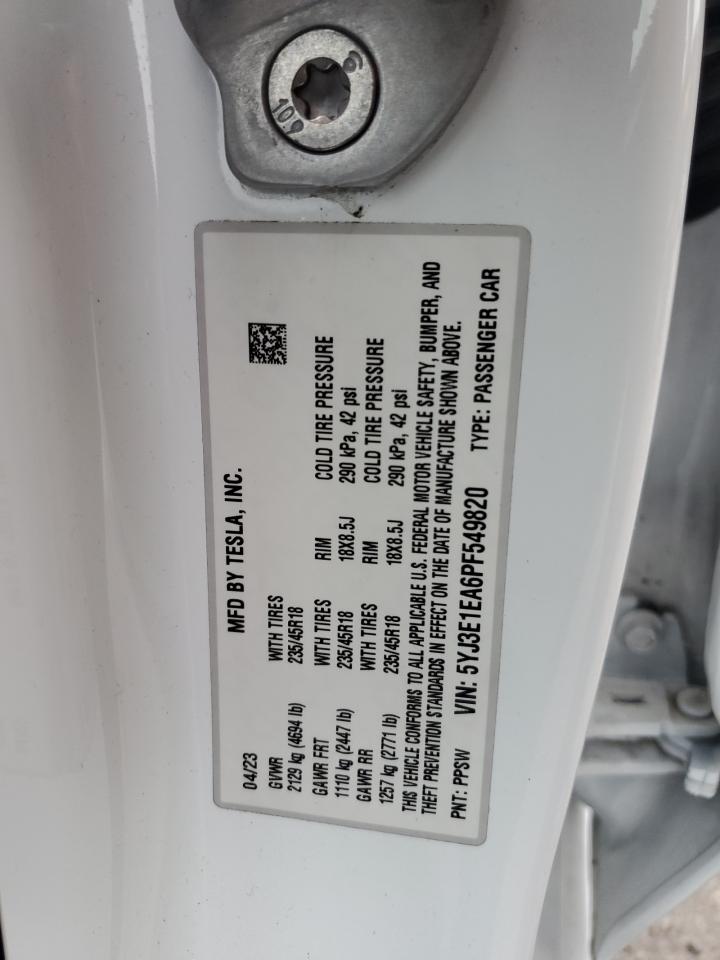 10.9
04/23 MFD BY TESLA, INC.
GVWR WITH TIRES
2129 kg (4694 lb) 235/45R18
GAWR FRT WITH TIRES RIM COLD TIRE PRESSURE
1110 kg (2447 lb) 235/45R18 18X8.5J 290 kPa, 42 psi
GAWR RR WITH TIRES RIM COLD TIRE PRESSURE
1257 kg (2771 lb) 235/45R18 18X8.5J 290 kPa, 42 psi
THIS VEHICLE CONFORMS TO ALL APPLICABLE U.S. FEDERAL MOTOR VEHICLE SAFETY, BUMPER, AND
THEFT PREVENTION STANDARDS IN EFFECT ON THE DATE OF MANUFACTURE SHOWN ABOVE.
PNT: PPSW VIN: 5YJ3E1EA6PF549820 TYPE: PASSENGER CAR